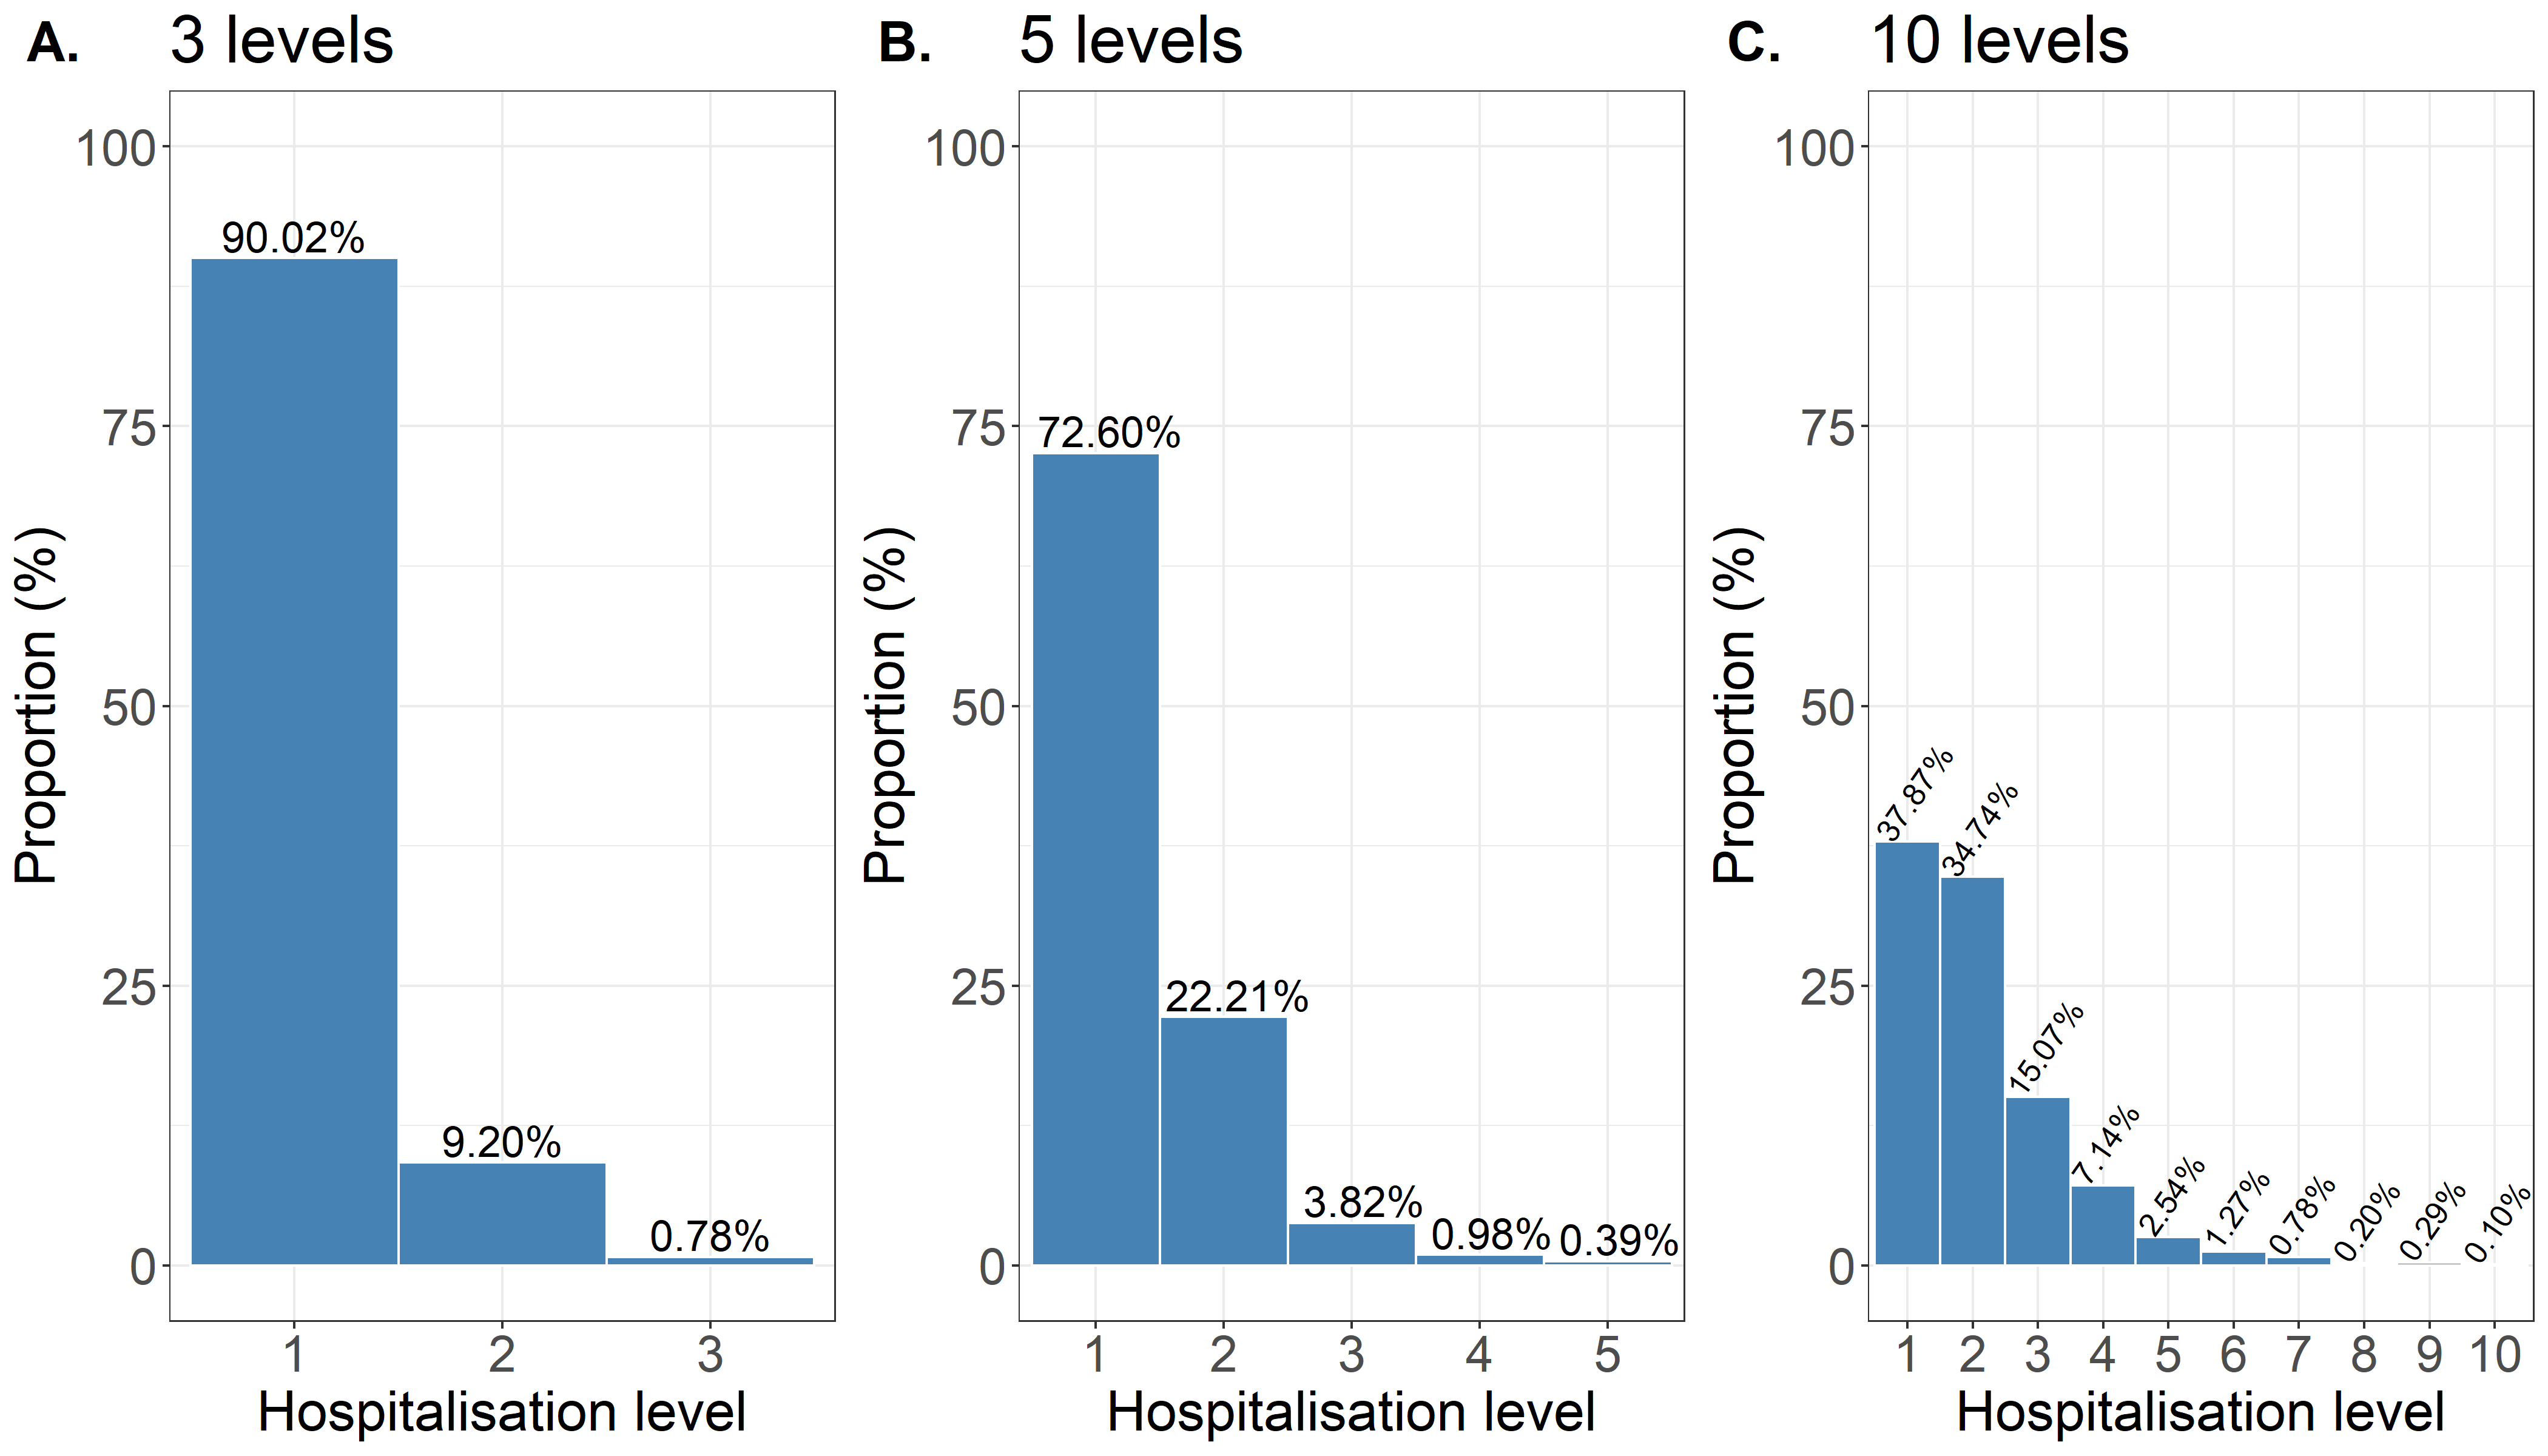 A. 3 levels
Proportion (%)
100
75
50
25
0
90.02%
9.20%
0.78%
1 2 3
Hospitalisation level
B. 5 levels
Proportion (%)
100
75
50
25
0
72.60%
22.21%
3.82%
0.98%
0.39%
1 2 3 4 5
Hospitalisation level
C. 10 levels
Proportion (%)
100
75
50
25
0
37.87%
34.74%
15.07%
7.14%
2.54%
1.27%
0.78%
0.20%
0.29%
0.10%
1 2 3 4 5 6 7 8 9 10
Hospitalisation level